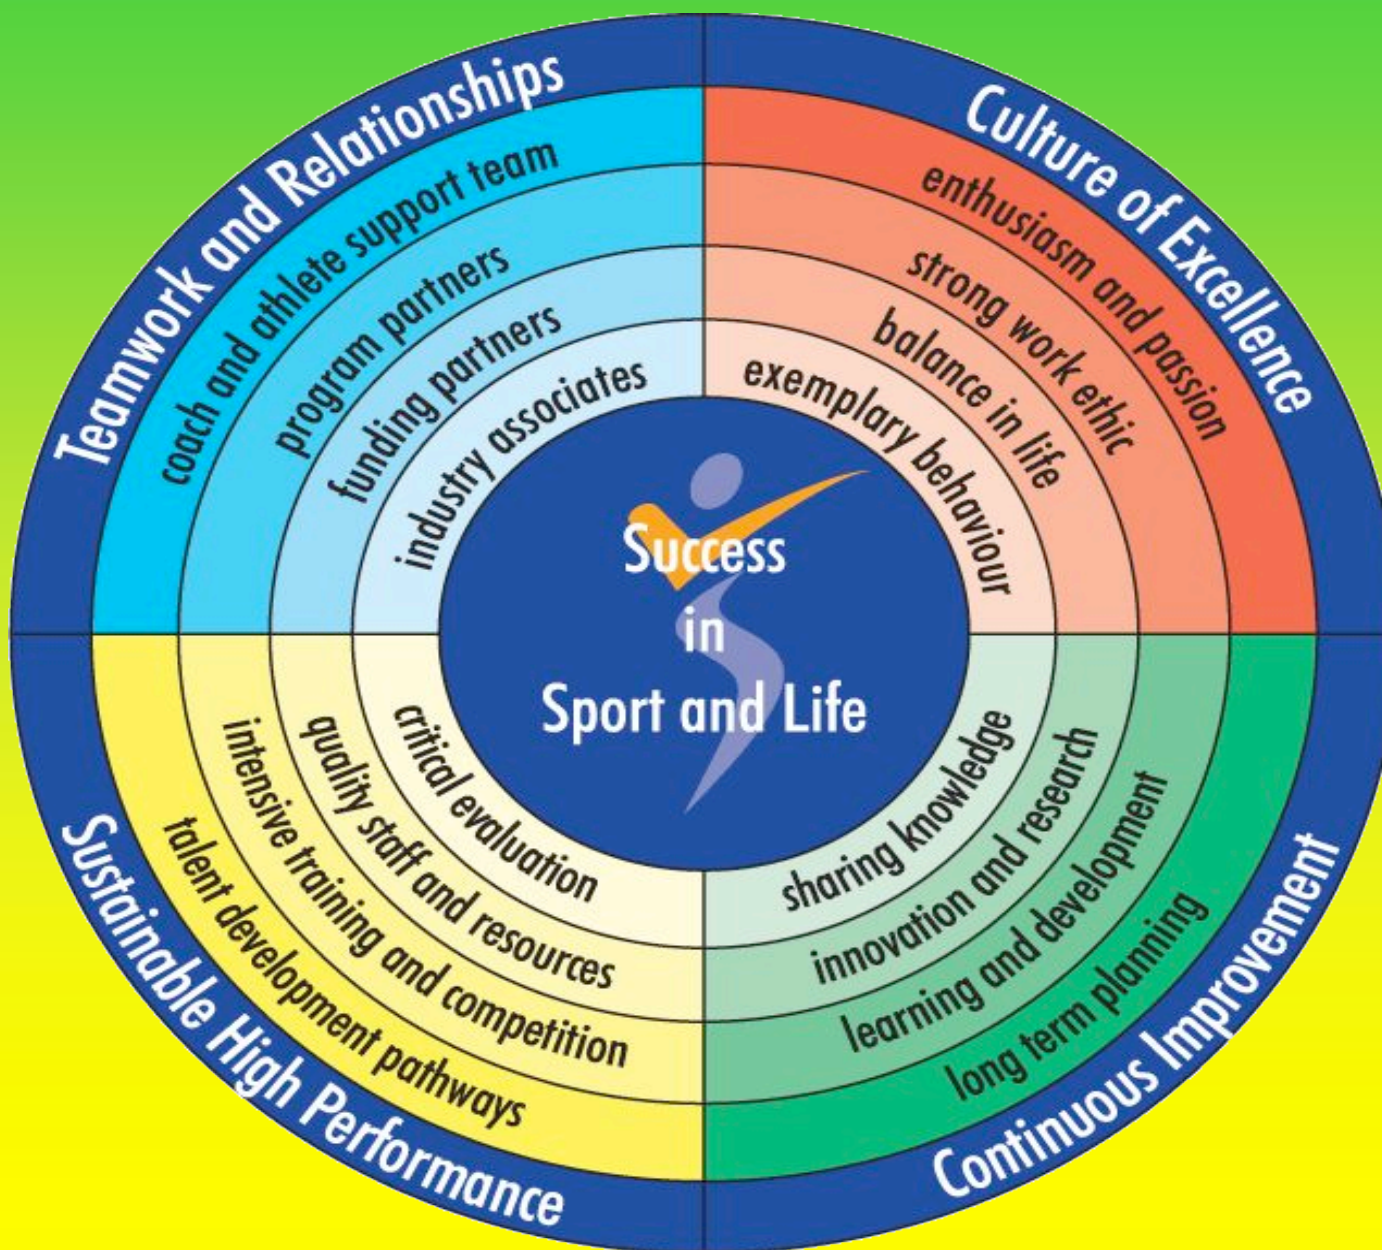 Teamwork and Relationships
coach and athlete support team
program partners
funding partners
industry associates
Culture of Excellence
enthusiasm and passion
strong work ethic
balance in life
exemplary behaviour
Success
in
Sport and Life
Sustainable High Performance
talent development pathways
intensive training and competition
quality staff and resources
critical evaluation
Continuous Improvement
long term planning
learning and development
innovation and research
sharing knowledge